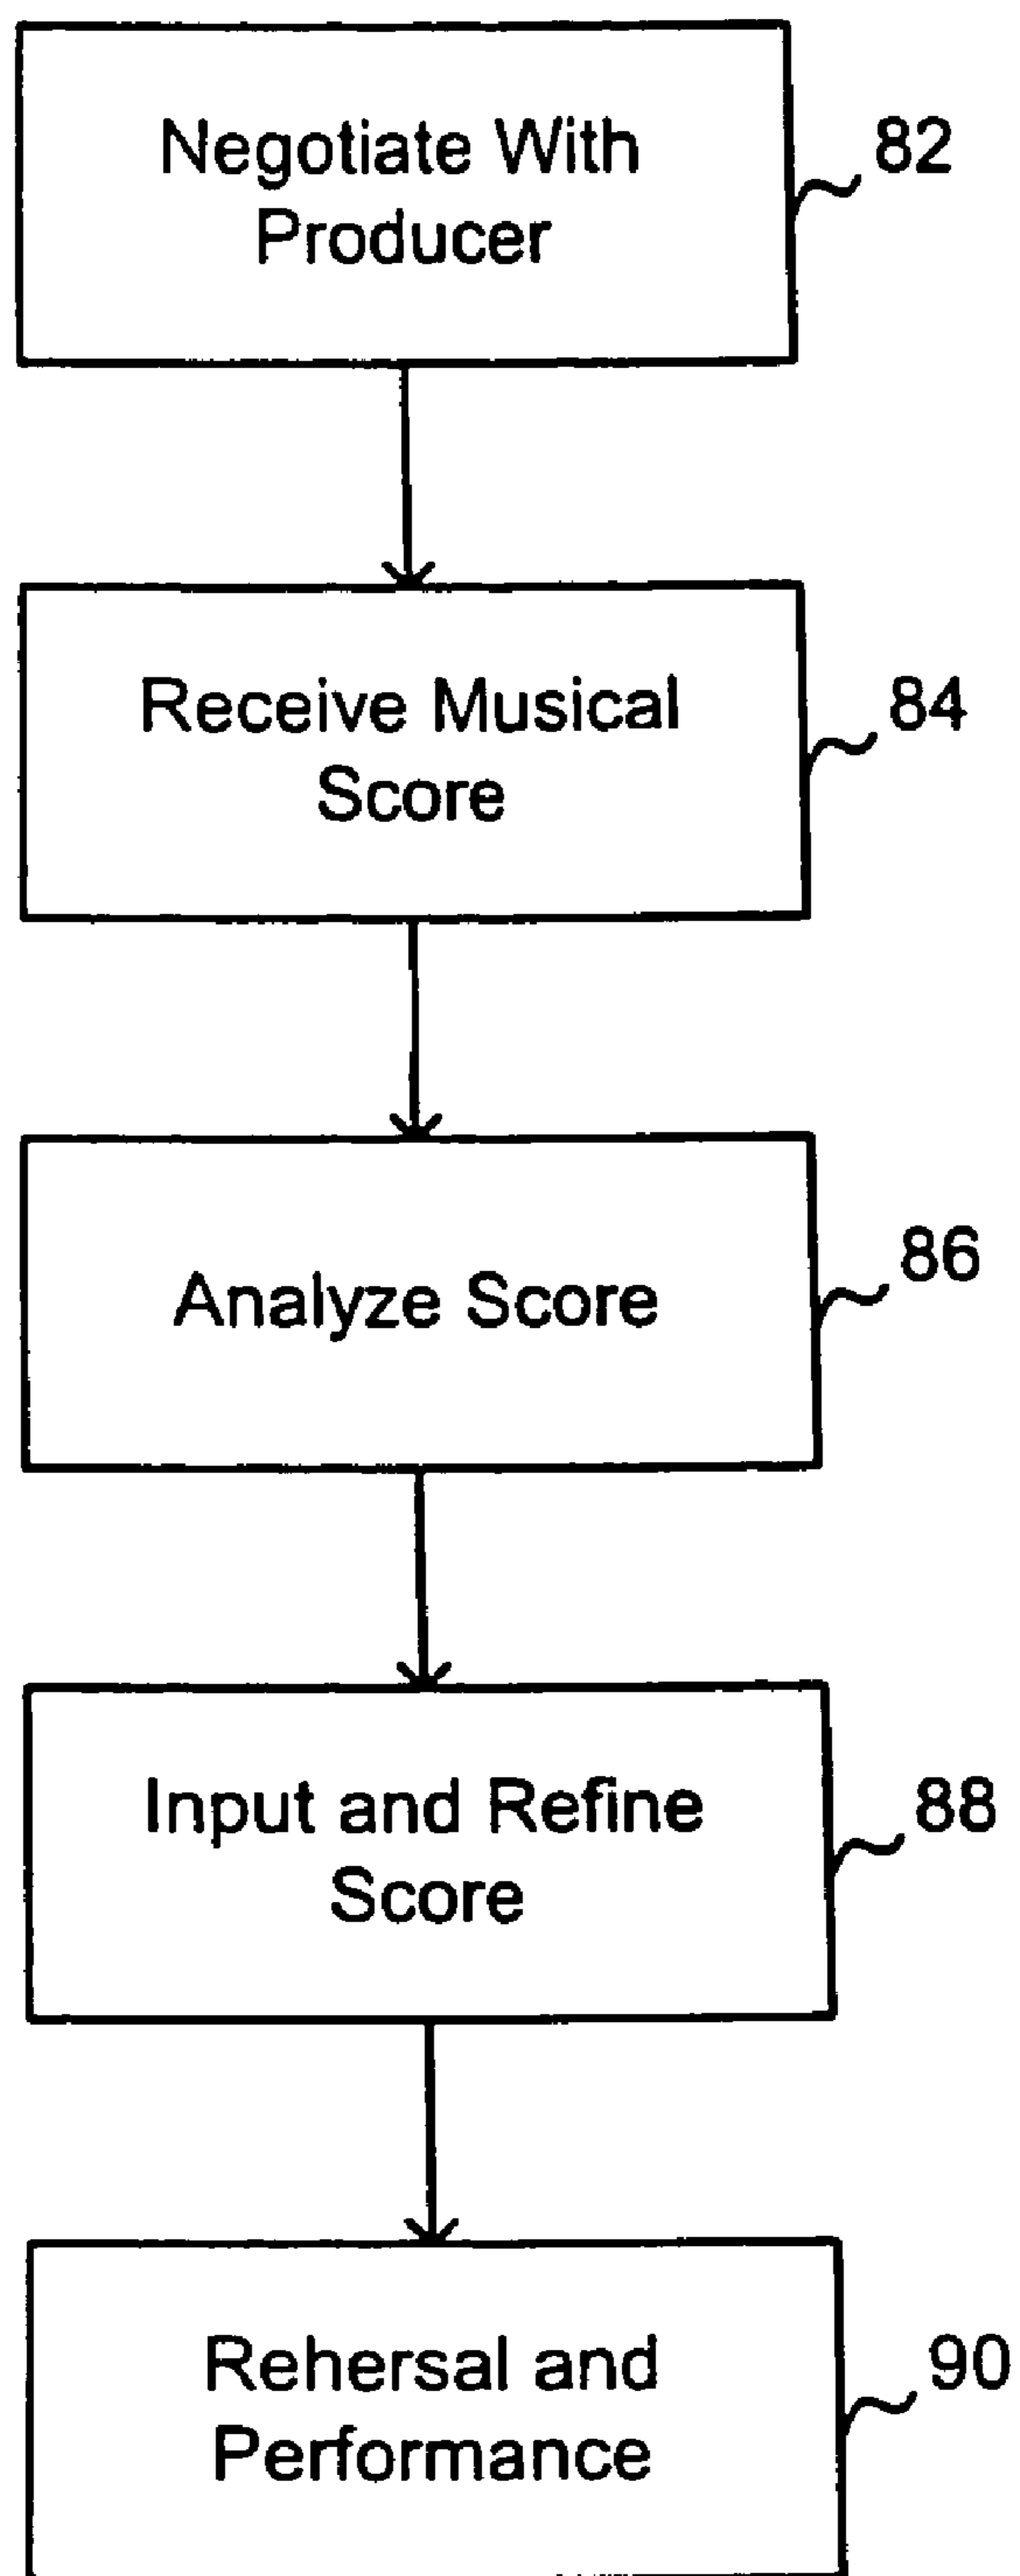 Negotiate With
Producer
82
Receive Musical
Score
84
Analyze Score
86
Input and Refine
Score
88
Rehersal and
Performance
90